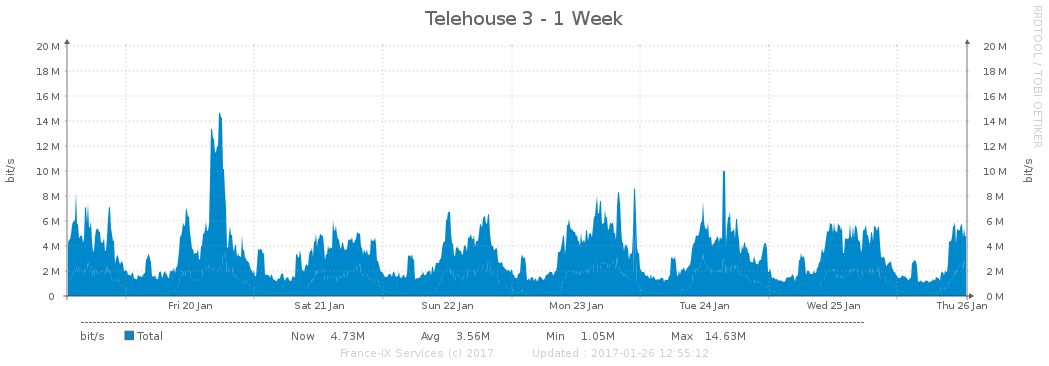 Telehouse 3 - 1 Week
RRDTOOL / TOBI OETIKER
20 M 20 M
18 M 18 M
16 M 16 M
14 M 14 M
12 M 12 M
10 M 10 M
8 M 8 M
6 M 6 M
4 M 4 M
2 M 2 M
0 0 M
bit/s bit/s
Fri 20 Jan Sat 21 Jan Sun 22 Jan Mon 23 Jan Tue 24 Jan Wed 25 Jan Thu 26 Jan
bit/s Total Now 4.73M Avg 3.56M Min 1.05M Max 14.63M
France-IX Services (c) 2017 Updated : 2017-01-26 12:55:12